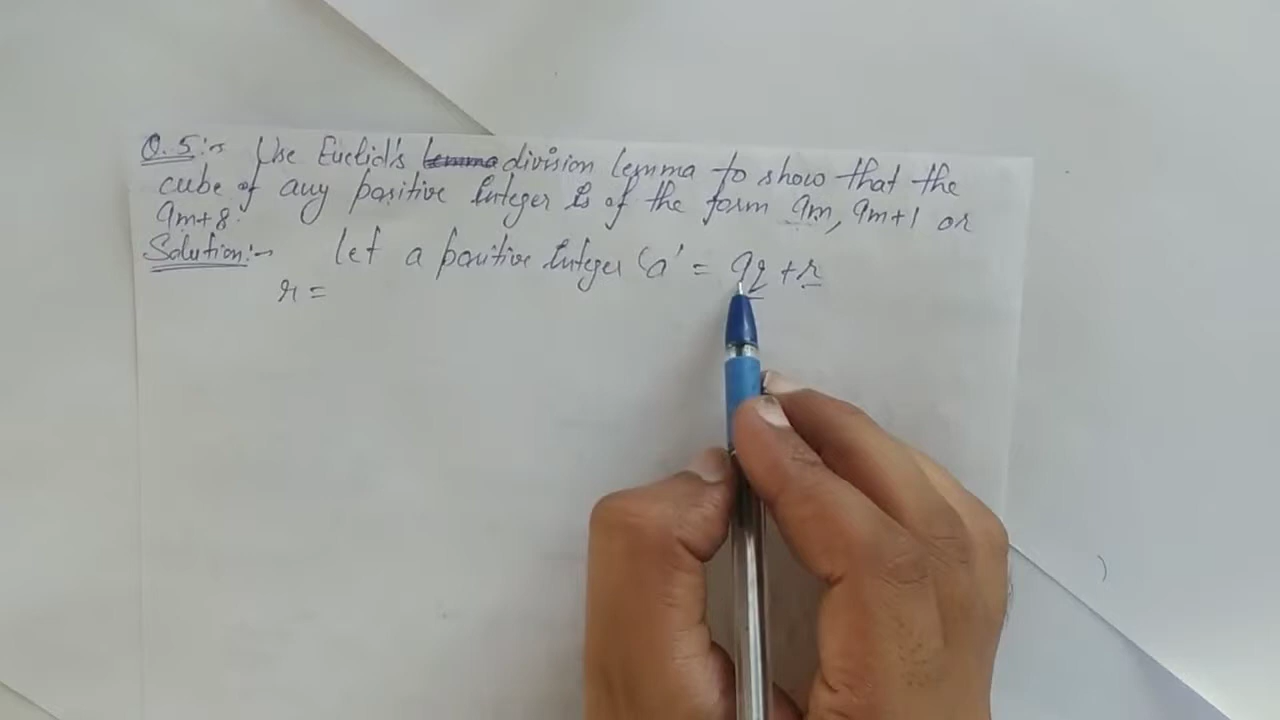 Q.5:- Use Euclid's lemma division lemma to show that the
cube of any positive Integer is of the form 9m, 9m+1 or
9m+8.
Solution:- Let a positive Integer 'a' = 9q + r
r =